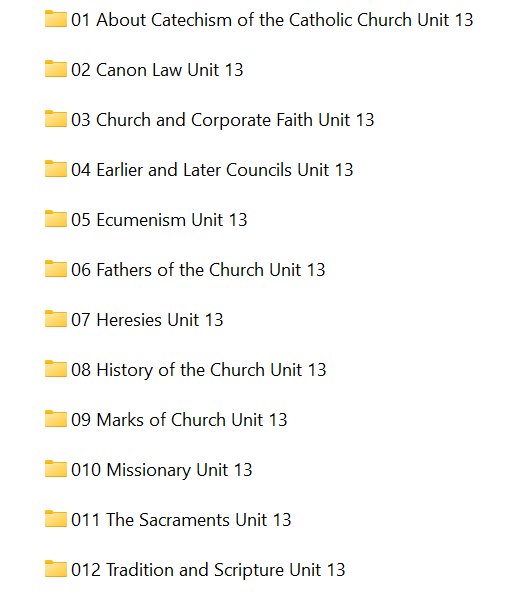 01 About Catechism of the Catholic Church Unit 13
02 Canon Law Unit 13
03 Church and Corporate Faith Unit 13
04 Earlier and Later Councils Unit 13
05 Ecumenism Unit 13
06 Fathers of the Church Unit 13
07 Heresies Unit 13
08 History of the Church Unit 13
09 Marks of Church Unit 13
010 Missionary Unit 13
011 The Sacraments Unit 13
012 Tradition and Scripture Unit 13